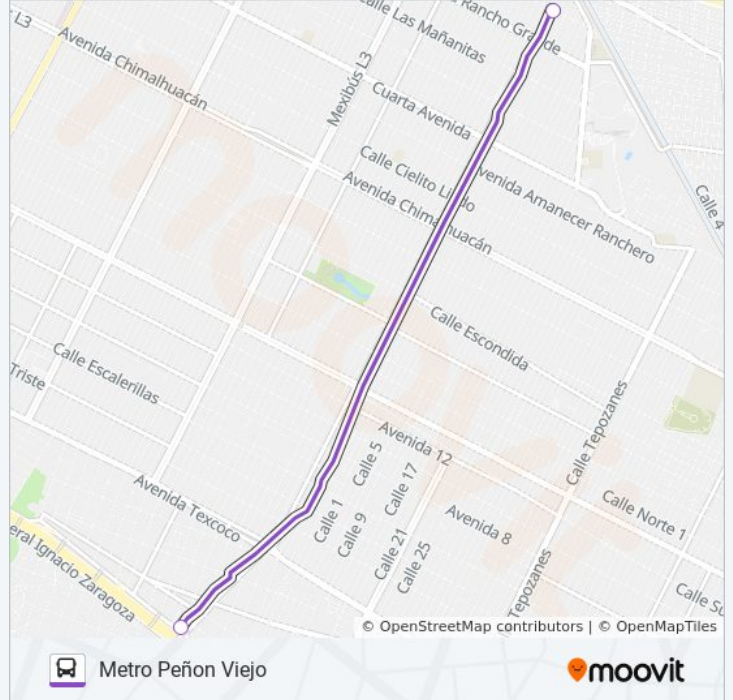 Calle Las Mañanitas
Rancho Grande
L3
Avenida Chimalhuacán
Mexibús L3
Cuarta Avenida
Calle Cielito Lindo
Avenida Amanecer Ranchero
Calle 4
Avenida Chimalhuacán
Calle Escondida
Calle Escalerillas
Triste
Avenida 12
Calle Tepozanes
Calle 5
Calle 17
Avenida Texcoco
Calle 1
Calle 9
Avenida 8
Calle Norte 1
Calle 21
Calle 25
eral Ignacio Zaragoza
Tepozanes
Calle Su
moovit
© OpenStreetMap contributors | © OpenMapTiles
Metro Peñon Viejo
moovit